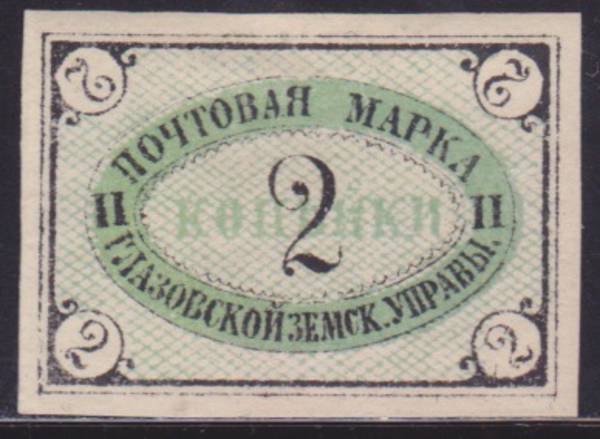 2 2
ПОЧТОВАЯ МАРКА
II 2 II
КОПѢЙКИ
ГЛАЗОВСКОЙ ЗЕМСК. УПРАВЫ.
2 2